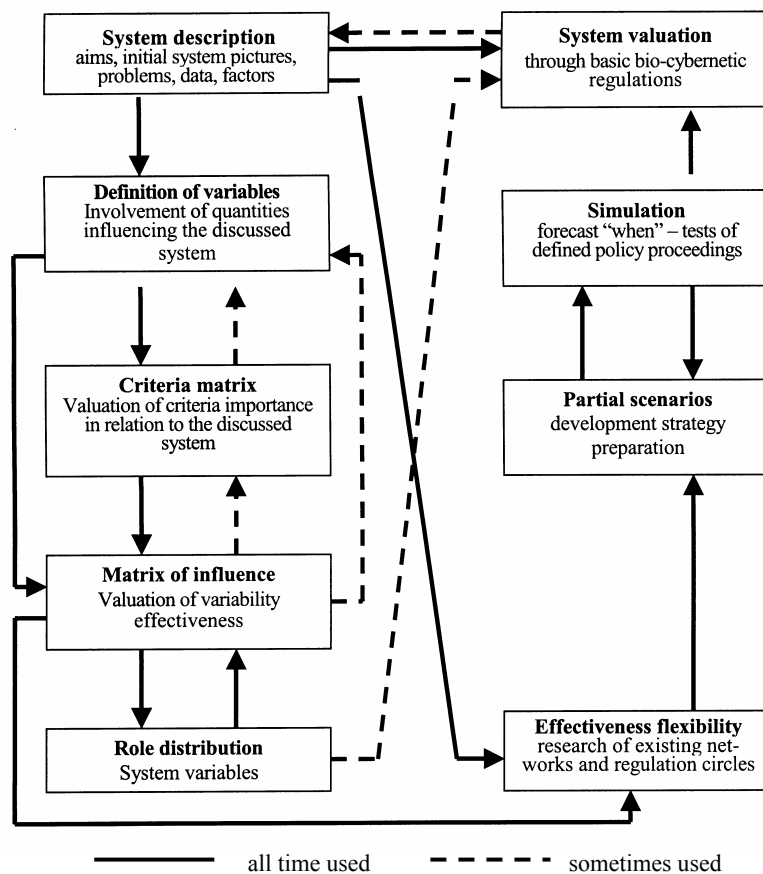 System description
aims, initial system pictures,
problems, data, factors
System valuation
through basic bio-cybernetic
regulations
Definition of variables
Involvement of quantities
influencing the discussed
system
Simulation
forecast “when” – tests of
defined policy proceedings
Criteria matrix
Valuation of criteria importance
in relation to the discussed
system
Partial scenarios
development strategy
preparation
Matrix of influence
Valuation of variability
effectiveness
Role distribution
System variables
Effectiveness flexibility
research of existing net-
works and regulation circles
all time used
sometimes used